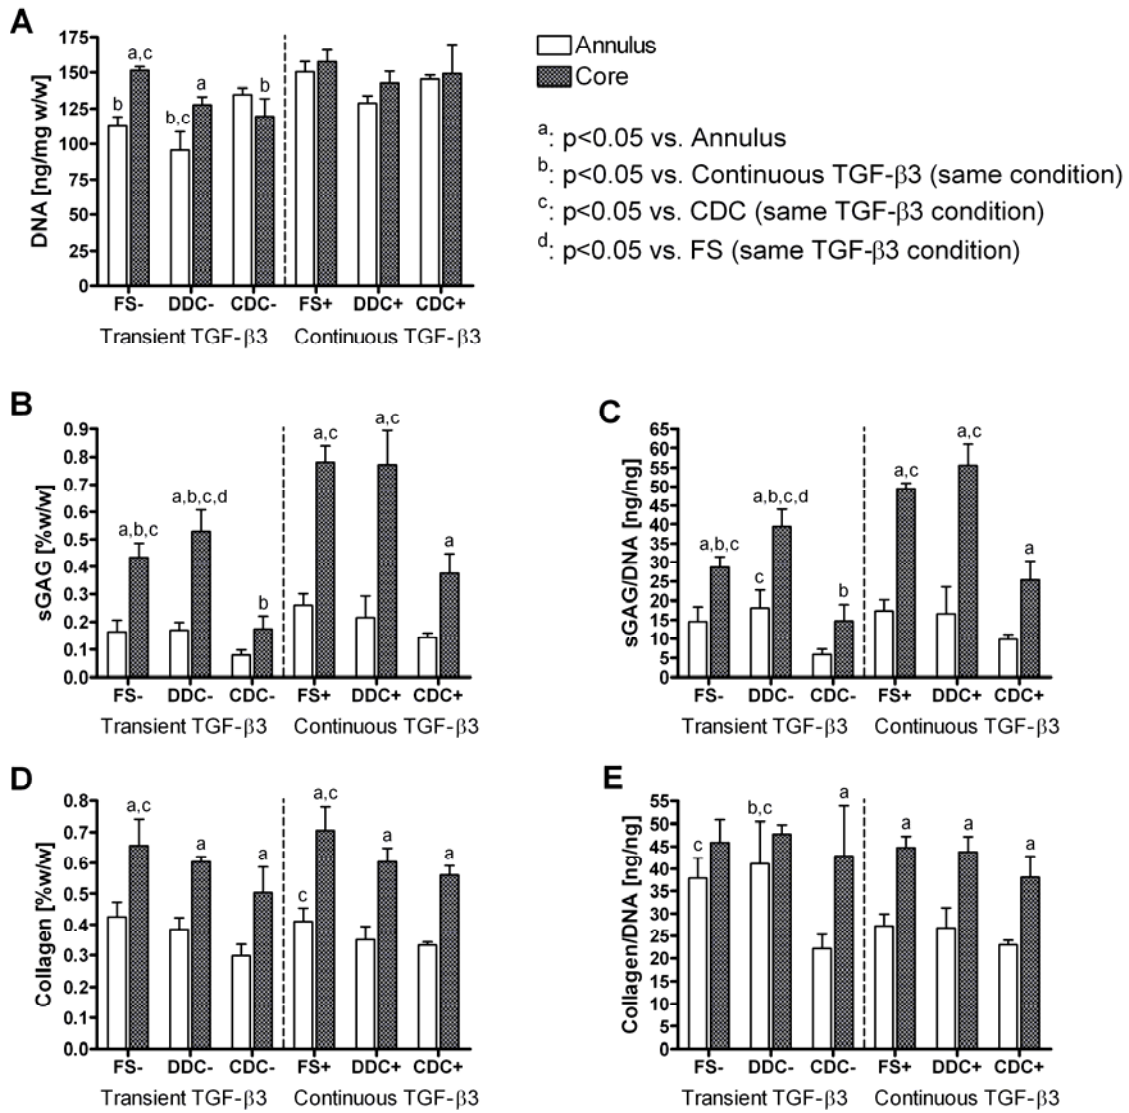 A
175
150
125
100
75
50
25
0
DNA [ng/mg w/w]
b
a,c
b,c
a
b
FS-
DDC-
CDC-
FS+
DDC+
CDC+
Transient TGF-β3
Continuous TGF-β3
Annulus
Core
a: p<0.05 vs. Annulus
b: p<0.05 vs. Continuous TGF-β3 (same condition)
c: p<0.05 vs. CDC (same TGF-β3 condition)
d: p<0.05 vs. FS (same TGF-β3 condition)
B
0.9
0.8
0.7
0.6
0.5
0.4
0.3
0.2
0.1
0.0
sGAG [%w/w]
a,b,c
a,b,c,d
b
a,c
a,c
a
FS-
DDC-
CDC-
FS+
DDC+
CDC+
Transient TGF-β3
Continuous TGF-β3
C
65
60
55
50
45
40
35
30
25
20
15
10
5
0
sGAG/DNA [ng/ng]
a,b,c
c
a,b,c,d
b
a,c
a,c
a
FS-
DDC-
CDC-
FS+
DDC+
CDC+
Transient TGF-β3
Continuous TGF-β3
D
0.8
0.7
0.6
0.5
0.4
0.3
0.2
0.1
0.0
Collagen [%w/w]
a,c
a
a
c
a,c
a
a
FS-
DDC-
CDC-
FS+
DDC+
CDC+
Transient TGF-β3
Continuous TGF-β3
E
55
50
45
40
35
30
25
20
15
10
5
0
Collagen/DNA [ng/ng]
c
b,c
a
a
a
a
FS-
DDC-
CDC-
FS+
DDC+
CDC+
Transient TGF-β3
Continuous TGF-β3